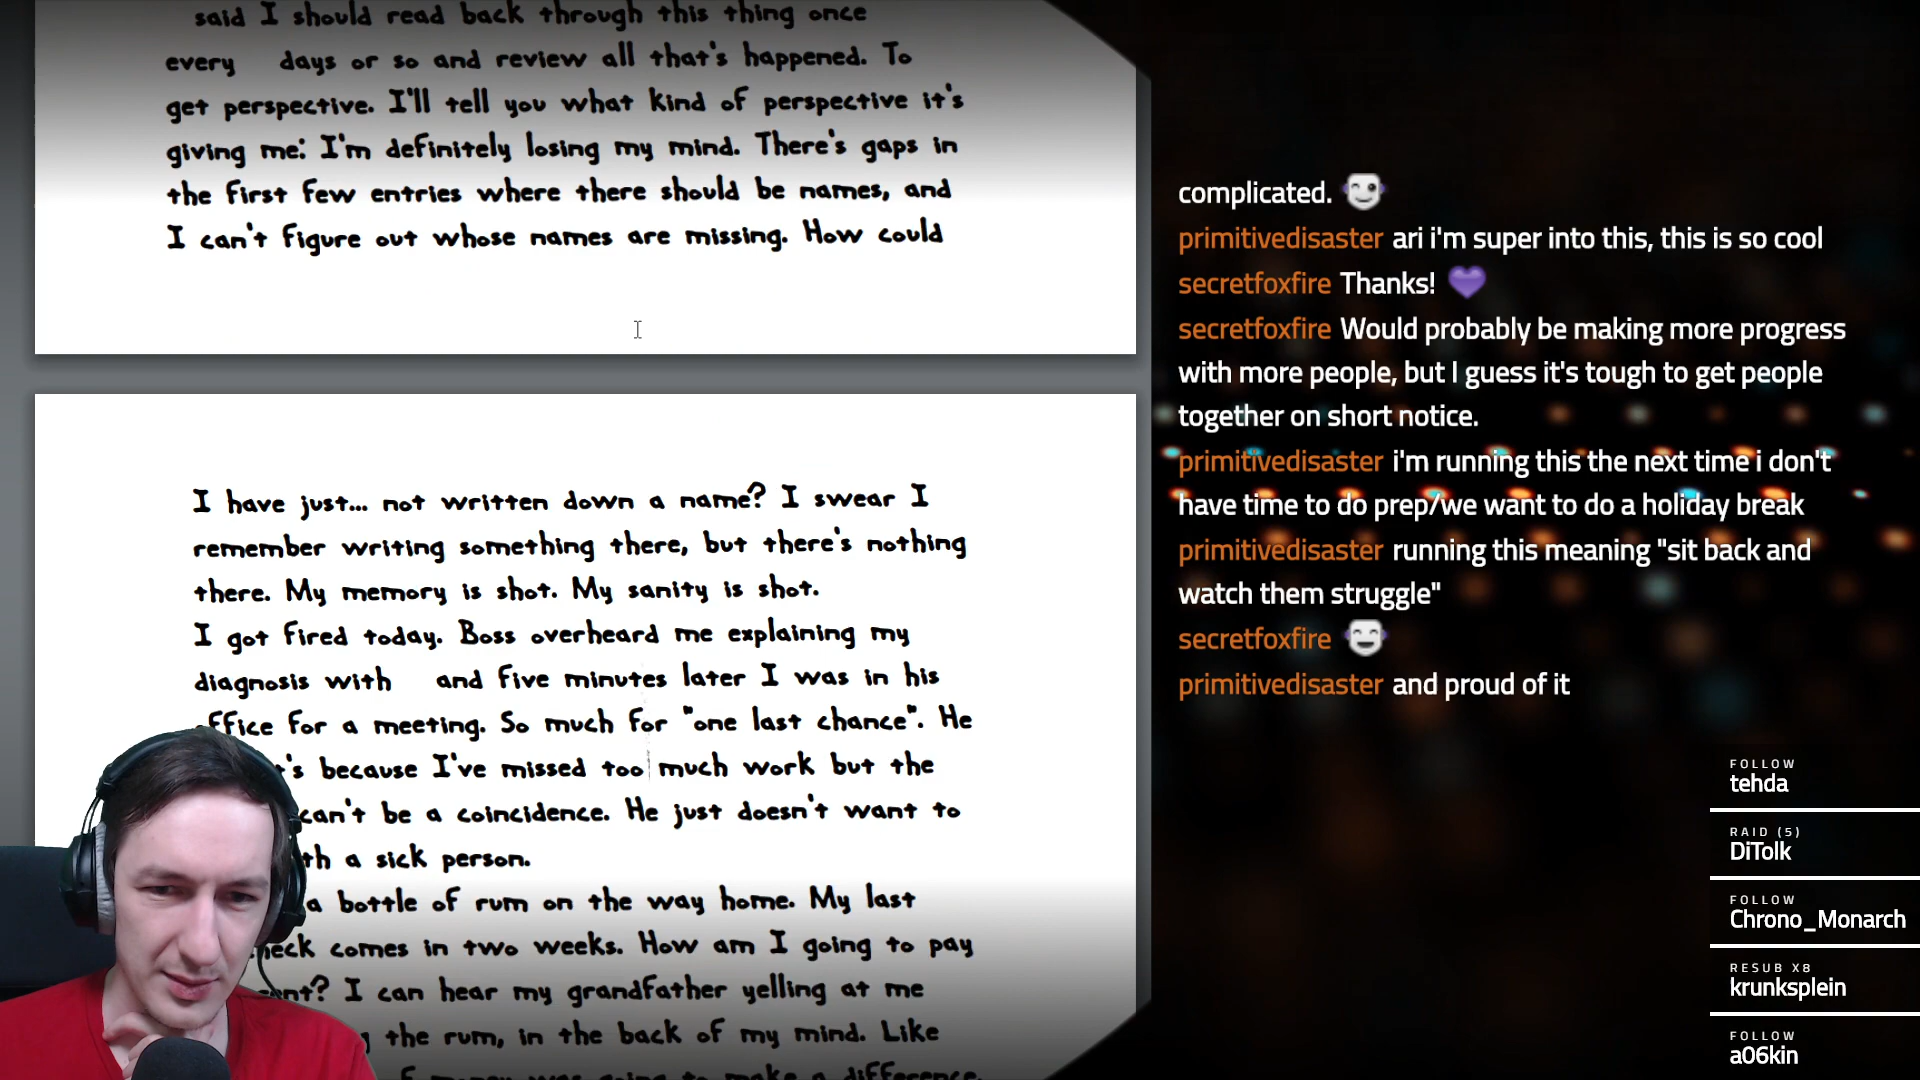 said I should read back through this thing once
every days or so and review all that's happened. To
get perspective. I'll tell you what kind of perspective it's
giving me: I'm definitely losing my mind. There's gaps in
the first few entries where there should be names, and
I can't figure out whose names are missing. How could
I have just... not written down a name? I swear I
remember writing something there, but there's nothing
there. My memory is shot. My sanity is shot.
I got fired today. Boss overheard me explaining my
diagnosis with and five minutes later I was in his
office for a meeting. So much for "one last chance". He
's because I've missed too much work but the
can't be a coincidence. He just doesn't want to
th a sick person.
a bottle of rum on the way home. My last
heck comes in two weeks. How am I going to pay
ent? I can hear my grandfather yelling at me
the rum, in the back of my mind. Like
f money was going to make a difference.
complicated.
primitivedisaster ari i'm super into this, this is so cool
secretfoxfire Thanks!
secretfoxfire Would probably be making more progress
with more people, but I guess it's tough to get people
together on short notice.
primitivedisaster i'm running this the next time i don't
have time to do prep/we want to do a holiday break
primitivedisaster running this meaning "sit back and
watch them struggle"
secretfoxfire
primitivedisaster and proud of it
FOLLOW
tehda
RAID (5)
DiTolk
FOLLOW
Chrono_Monarch
RESUB X8
krunksplein
FOLLOW
a06kin